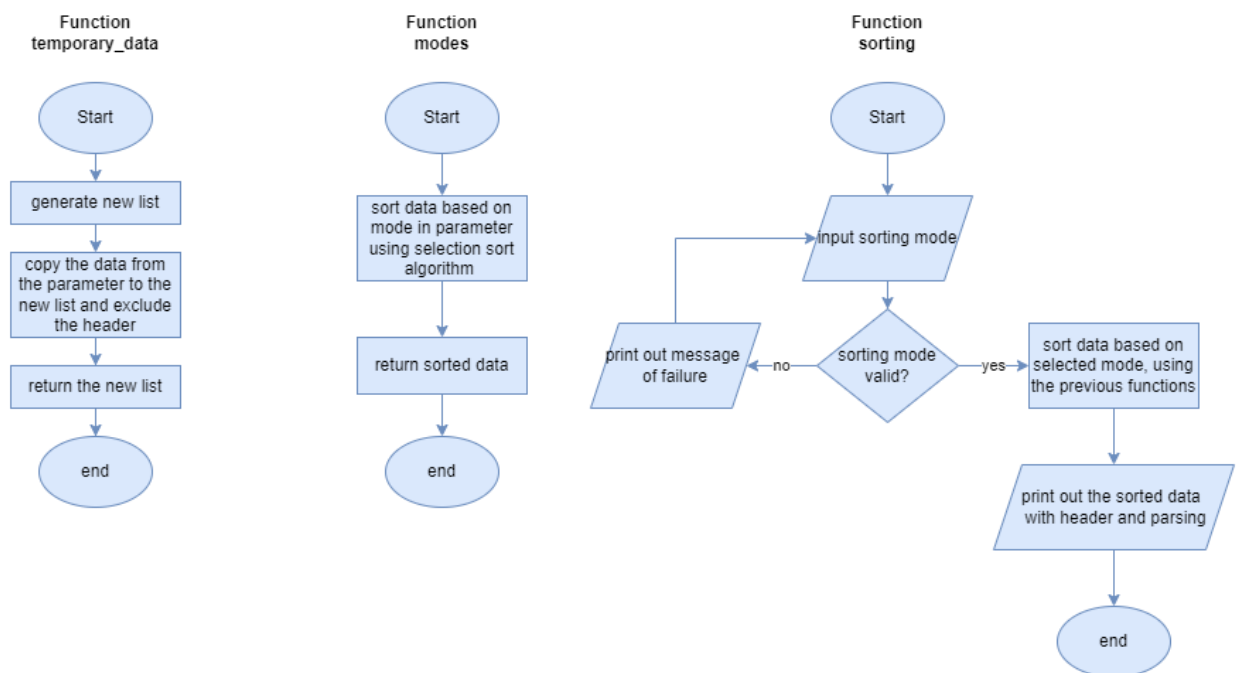 Function
temporary_data
Start
generate new list
copy the data from
the parameter to the
new list and exclude
the header
return the new list
end
Function
modes
Start
sort data based on
mode in parameter
using selection sort
algorithm
return sorted data
end
Function
sorting
Start
input sorting mode
sorting mode
valid?
no
print out message
of failure
yes
sort data based on
selected mode, using
the previous functions
print out the sorted data
with header and parsing
end